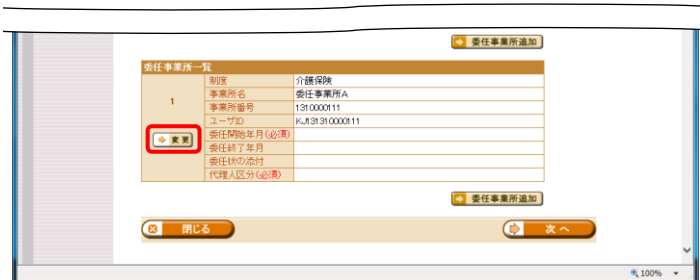 委任事業所追加
委任事業所一覧
1
変更
制度 介護保険
事業所名 委任事業所A
事業所番号 1310000111
ユーザID KJ131310000111
委任開始年月(必須)
委任終了年月
委任状の添付
代理人区分(必須)
委任事業所追加
閉じる
次へ
100%